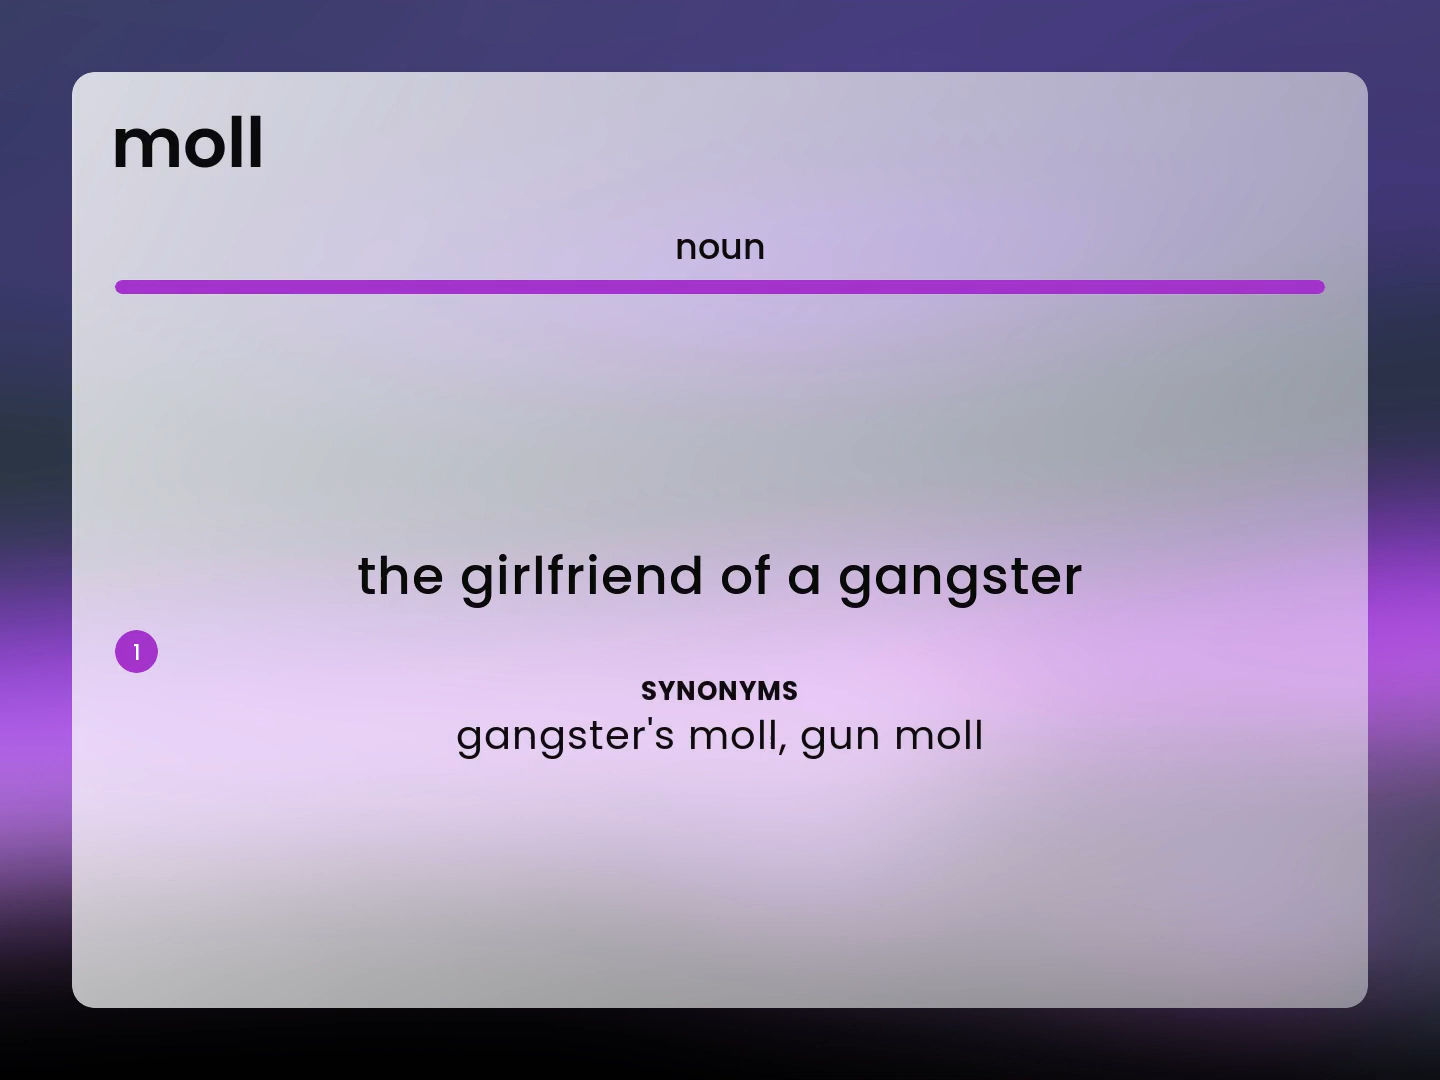 moll
noun
the girlfriend of a gangster
1
SYNONYMS
gangster's moll, gun moll